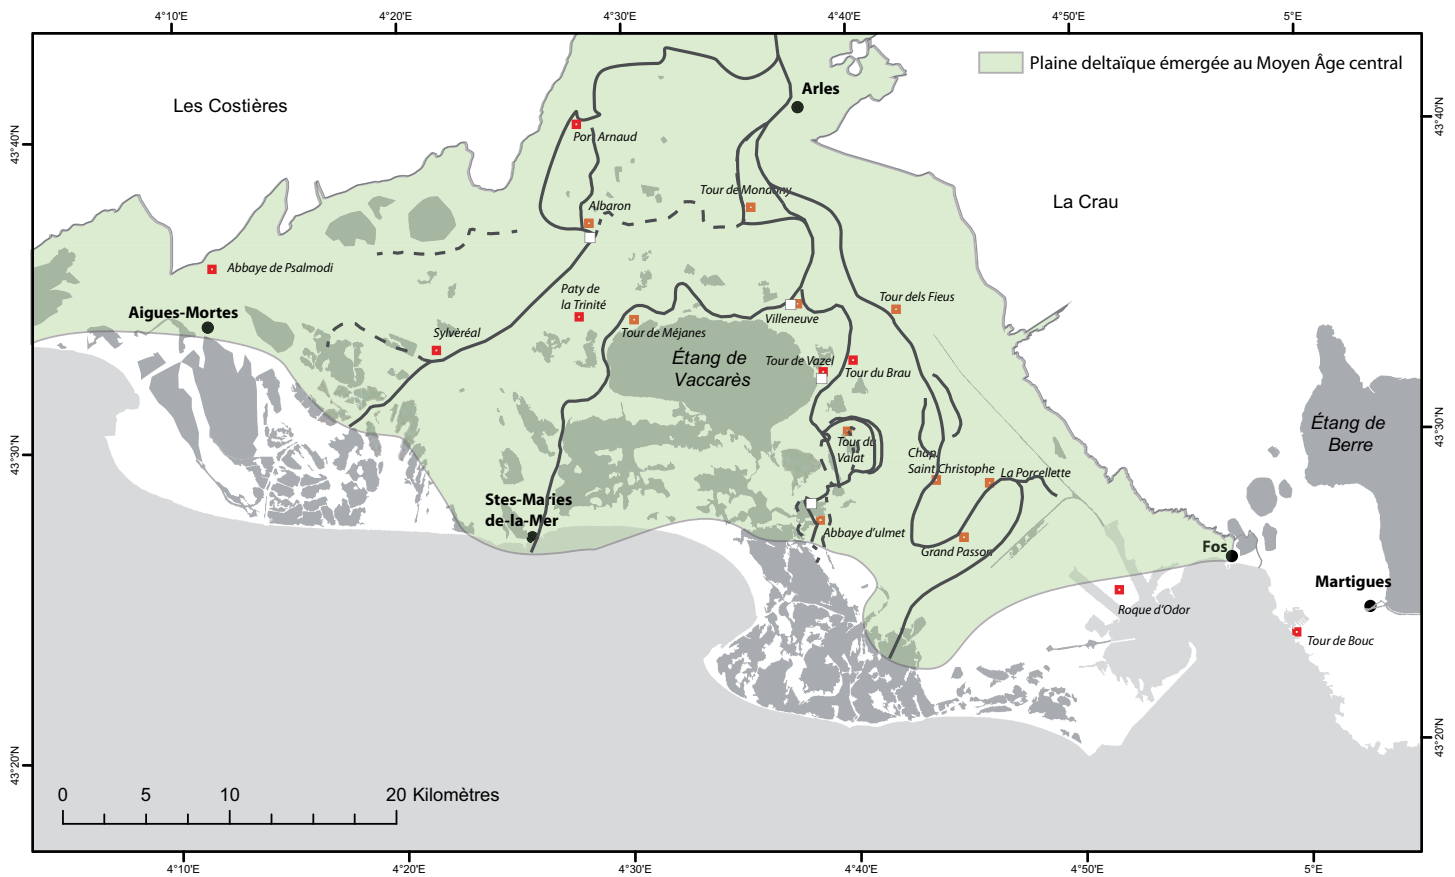 4°10'E
4°20'E
4°30'E
4°40'E
4°50'E
5°E
Plaine deltaïque émergée au Moyen Âge central
Arles
Les Costières
43°40'N
43°40'N
Port Arnaud
Tour de Mondony
La Crau
Albaron
Abbaye de Psalmodi
Paty de
la Trinité
Tour dels Fieus
Aigues-Mortes
Villeneuve
Sylvèréal
Tour de Méjanes
Étang de
Vaccarès
Tour de Vazel
Tour du Brau
Étang de
Berre
43°30'N
43°30'N
Tour du
Valat
Chap.
Saint Christophe
La Porcellette
Stes-Maries
de-la-Mer
Abbaye d'ulmet
Grand Passon
Fos
Martigues
Roque d'Odor
Tour de Bouc
43°20'N
43°20'N
0 5 10 20 Kilomètres
4°10'E
4°20'E
4°30'E
4°40'E
4°50'E
5°E